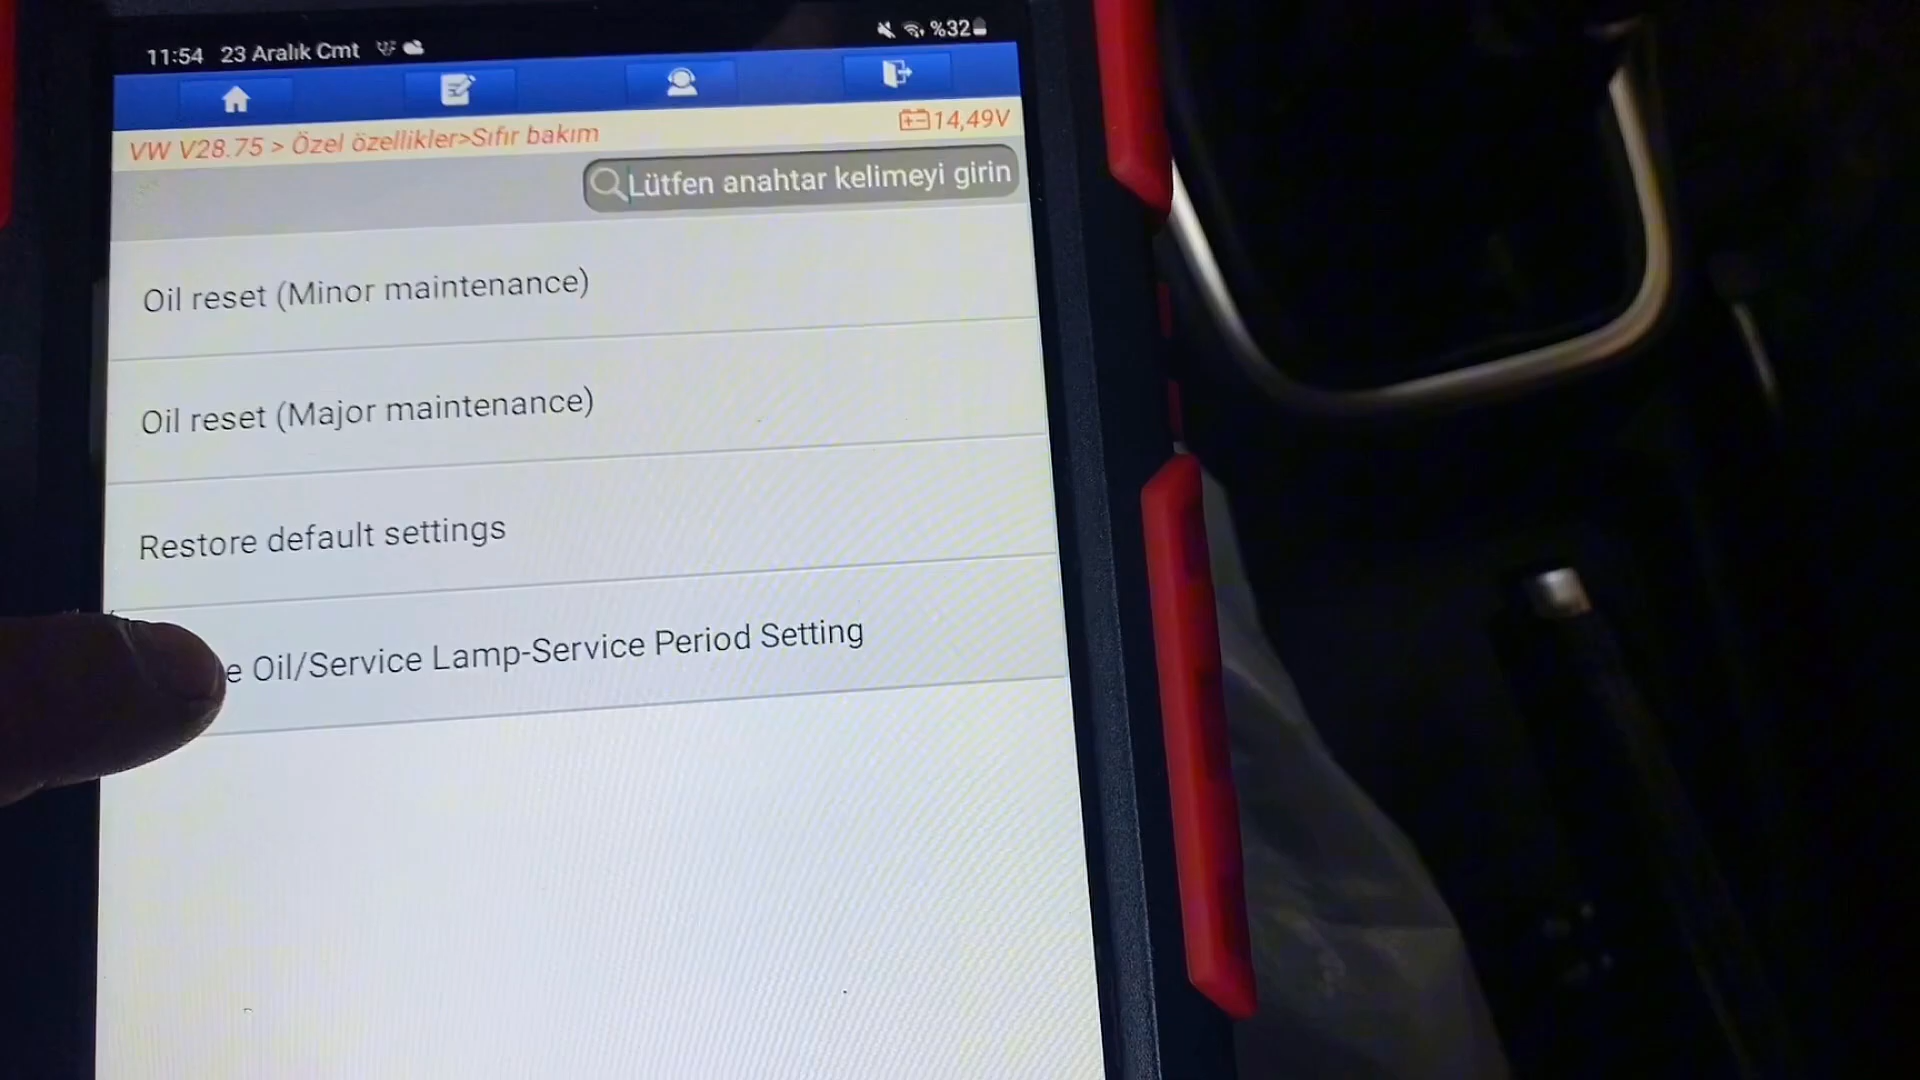 11:54 23 Aralık Cmt %32
VW V28.75 > Özel özellikler>Sıfır bakım 14,49V
Lütfen anahtar kelimeyi girin
Oil reset (Minor maintenance)
Oil reset (Major maintenance)
Restore default settings
Oil/Service Lamp-Service Period Setting